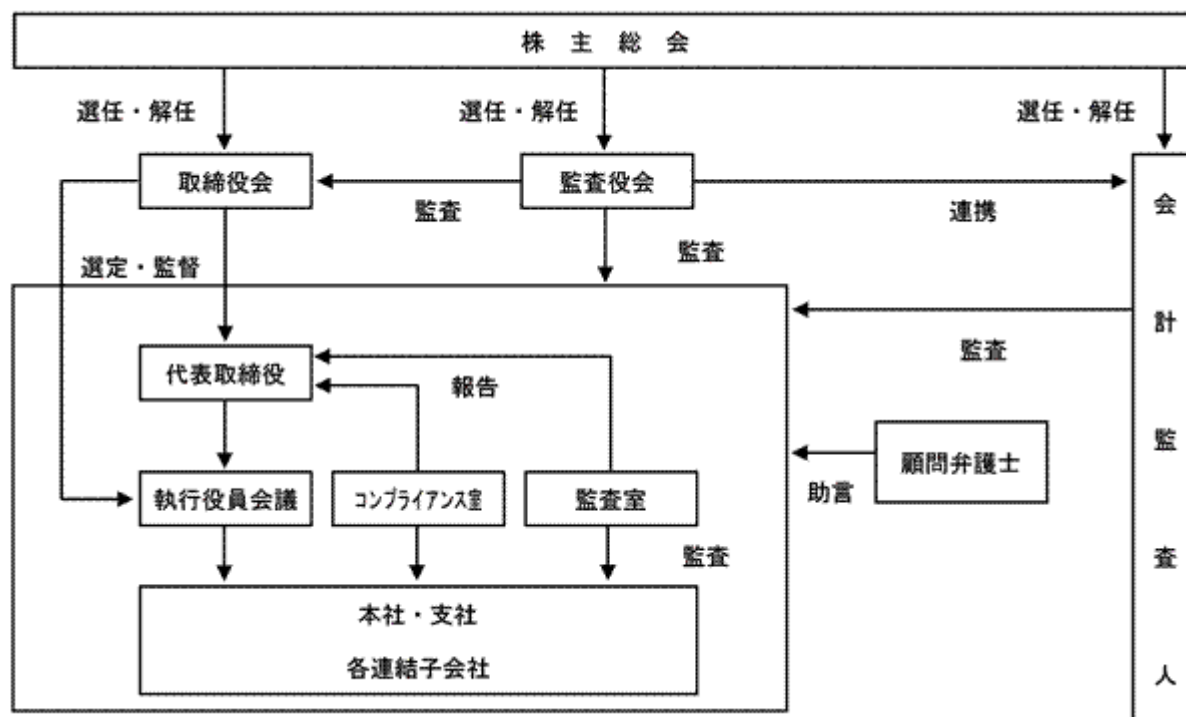 株主総会
選任・解任
選任・解任
選任・解任
取締役会
監査役会
監査
連携
会計監査人
選定・監督
監査
監査
代表取締役
報告
顧問弁護士
助言
執行役員会議
コンプライアンス室
監査室
監査
本社・支社
各連結子会社